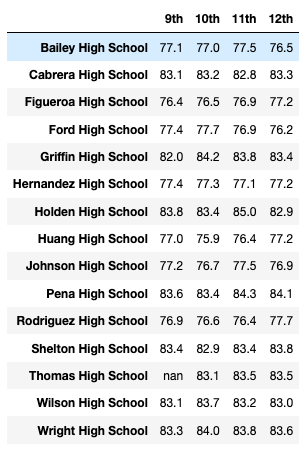 9th 10th 11th 12th
Bailey High School 77.1 77.0 77.5 76.5
Cabrera High School 83.1 83.2 82.8 83.3
Figueroa High School 76.4 76.5 76.9 77.2
Ford High School 77.4 77.7 76.9 76.2
Griffin High School 82.0 84.2 83.8 83.4
Hernandez High School 77.4 77.3 77.1 77.2
Holden High School 83.8 83.4 85.0 82.9
Huang High School 77.0 75.9 76.4 77.2
Johnson High School 77.2 76.7 77.5 76.9
Pena High School 83.6 83.4 84.3 84.1
Rodriguez High School 76.9 76.6 76.4 77.7
Shelton High School 83.4 82.9 83.4 83.8
Thomas High School nan 83.1 83.5 83.5
Wilson High School 83.1 83.7 83.2 83.0
Wright High School 83.3 84.0 83.8 83.6